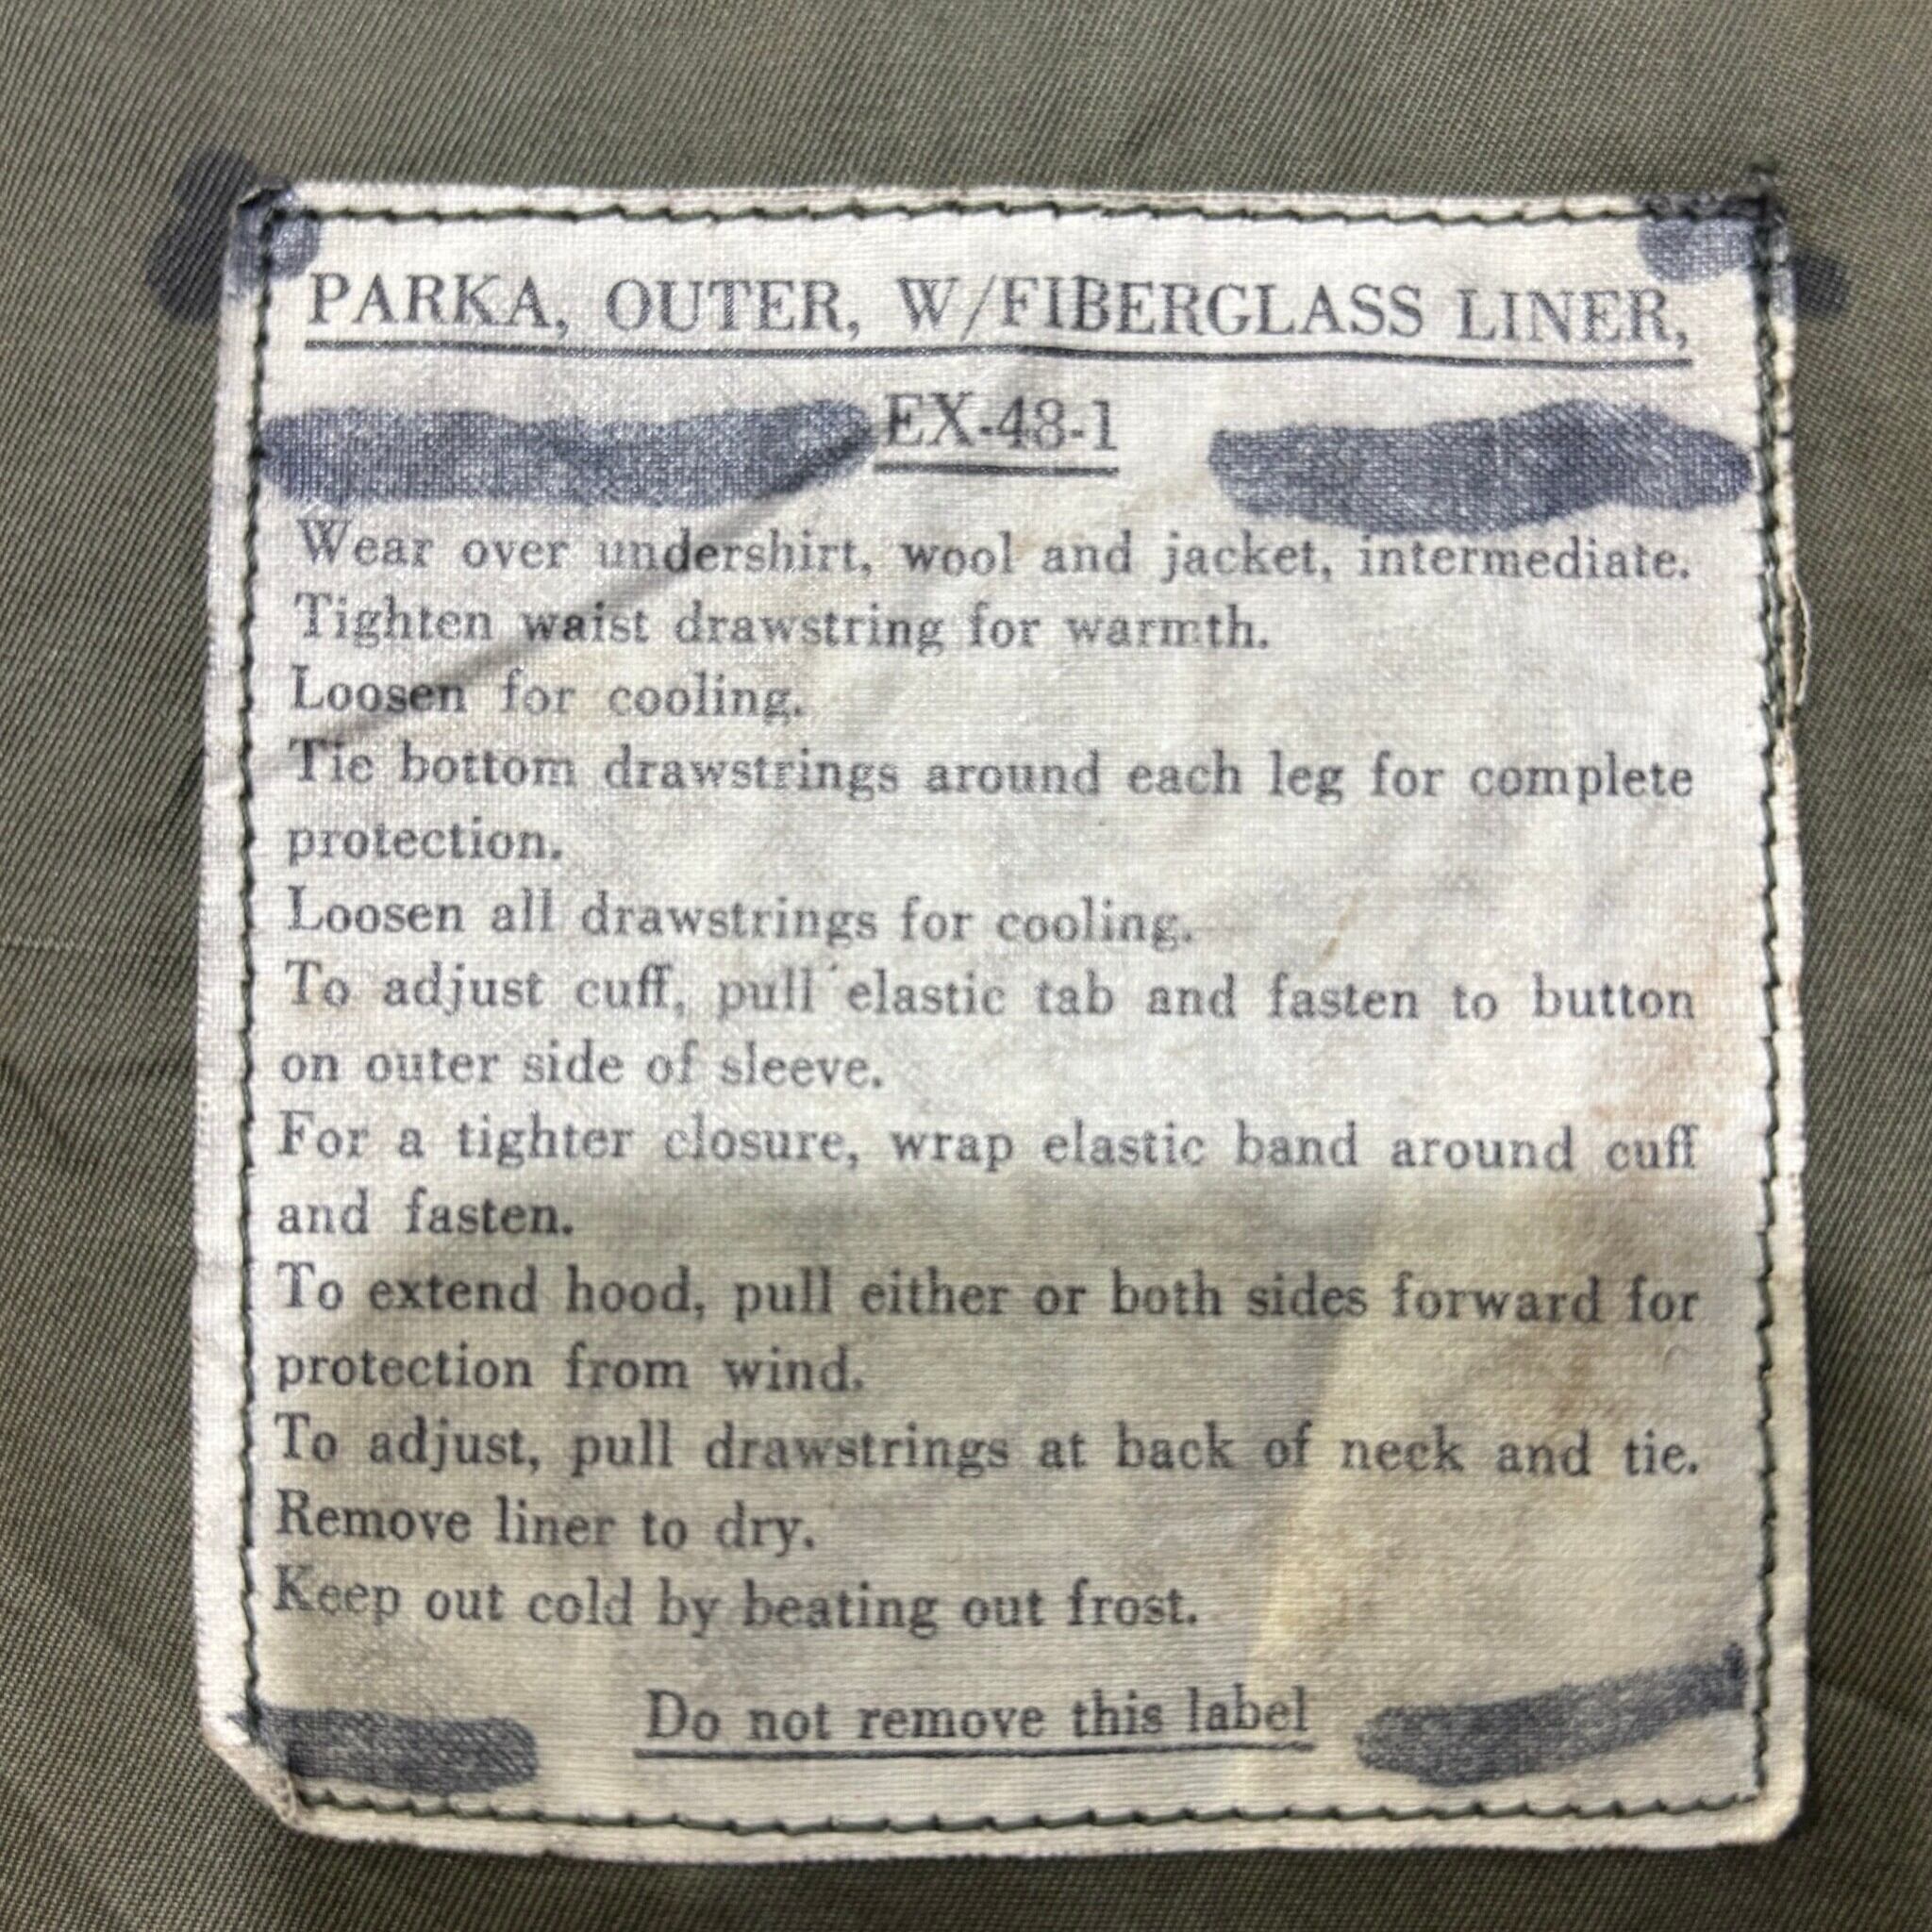 PARKA, OUTER, W/FIBERGLASS LINER,
EX-48-1
Wear over undershirt, wool and jacket, intermediate.
Tighten waist drawstring for warmth.
Loosen for cooling.
Tie bottom drawstrings around each leg for complete
protection.
Loosen all drawstrings for cooling.
To adjust cuff, pull elastic tab and fasten to button
on outer side of sleeve.
For a tighter closure, wrap elastic band around cuff
and fasten.
To extend hood, pull either or both sides forward for
protection from wind.
To adjust, pull drawstrings at back of neck and tie.
Remove liner to dry.
Keep out cold by beating out frost.
Do not remove this label